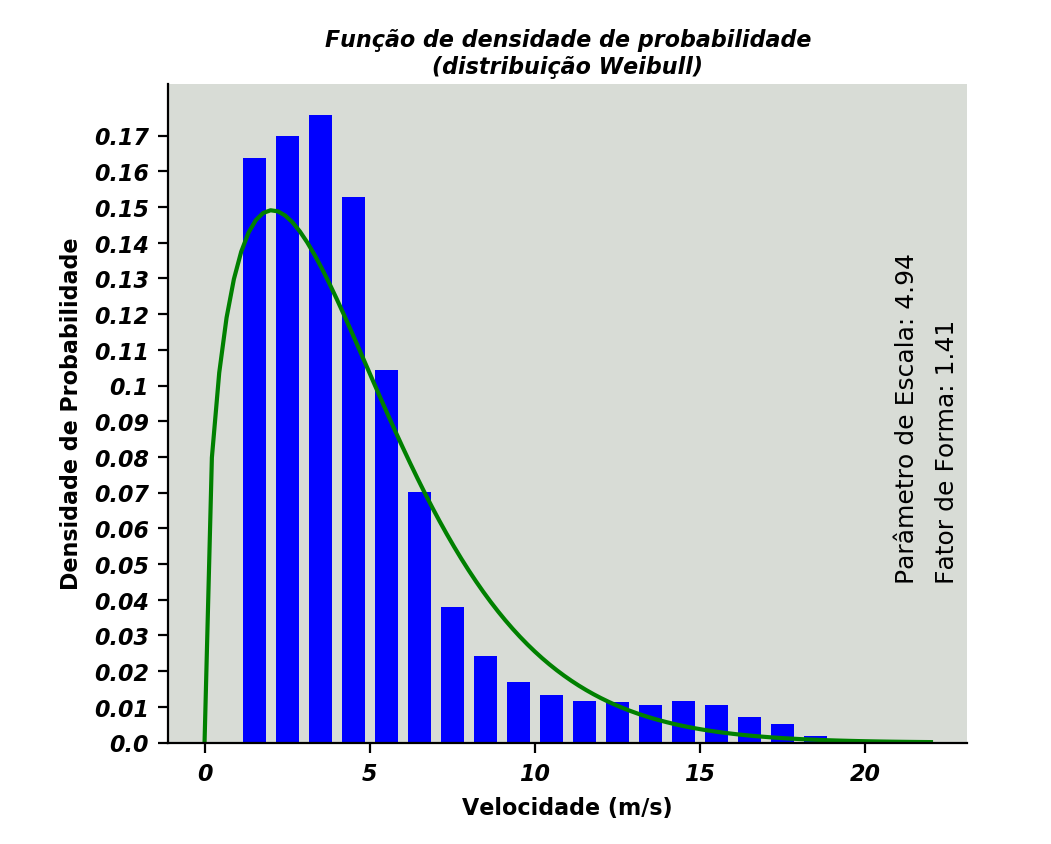 Função de densidade de probabilidade
(distribuição Weibull)
Densidade de Probabilidade
0.17
0.16
0.15
0.14
0.13
0.12
0.11
0.1
0.09
0.08
0.07
0.06
0.05
0.04
0.03
0.02
0.01
0.0
0 5 10 15 20
Velocidade (m/s)
Parâmetro de Escala: 4.94
Fator de Forma: 1.41